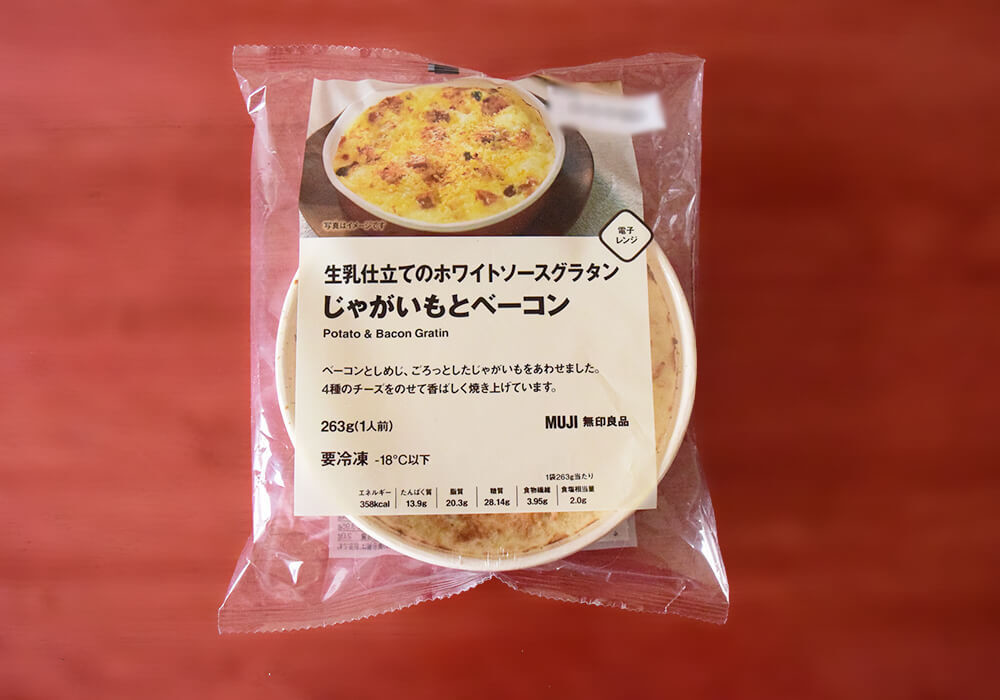 写真はイメージです
電子
レンジ
生乳仕立てのホワイトソースグラタン
じゃがいもとベーコン
Potato & Bacon Gratin
ベーコンとしめじ、ごろっとしたじゃがいもをあわせました。
4種のチーズをのせて香ばしく焼き上げています。
263g(1人前)
MUJI 無印良品
要冷凍 -18℃以下
1袋263g当たり
エネルギー たんぱく質 脂質 糖質 食物繊維 食塩相当量
358kcal 13.9g 20.3g 28.14g 3.95g 2.0g